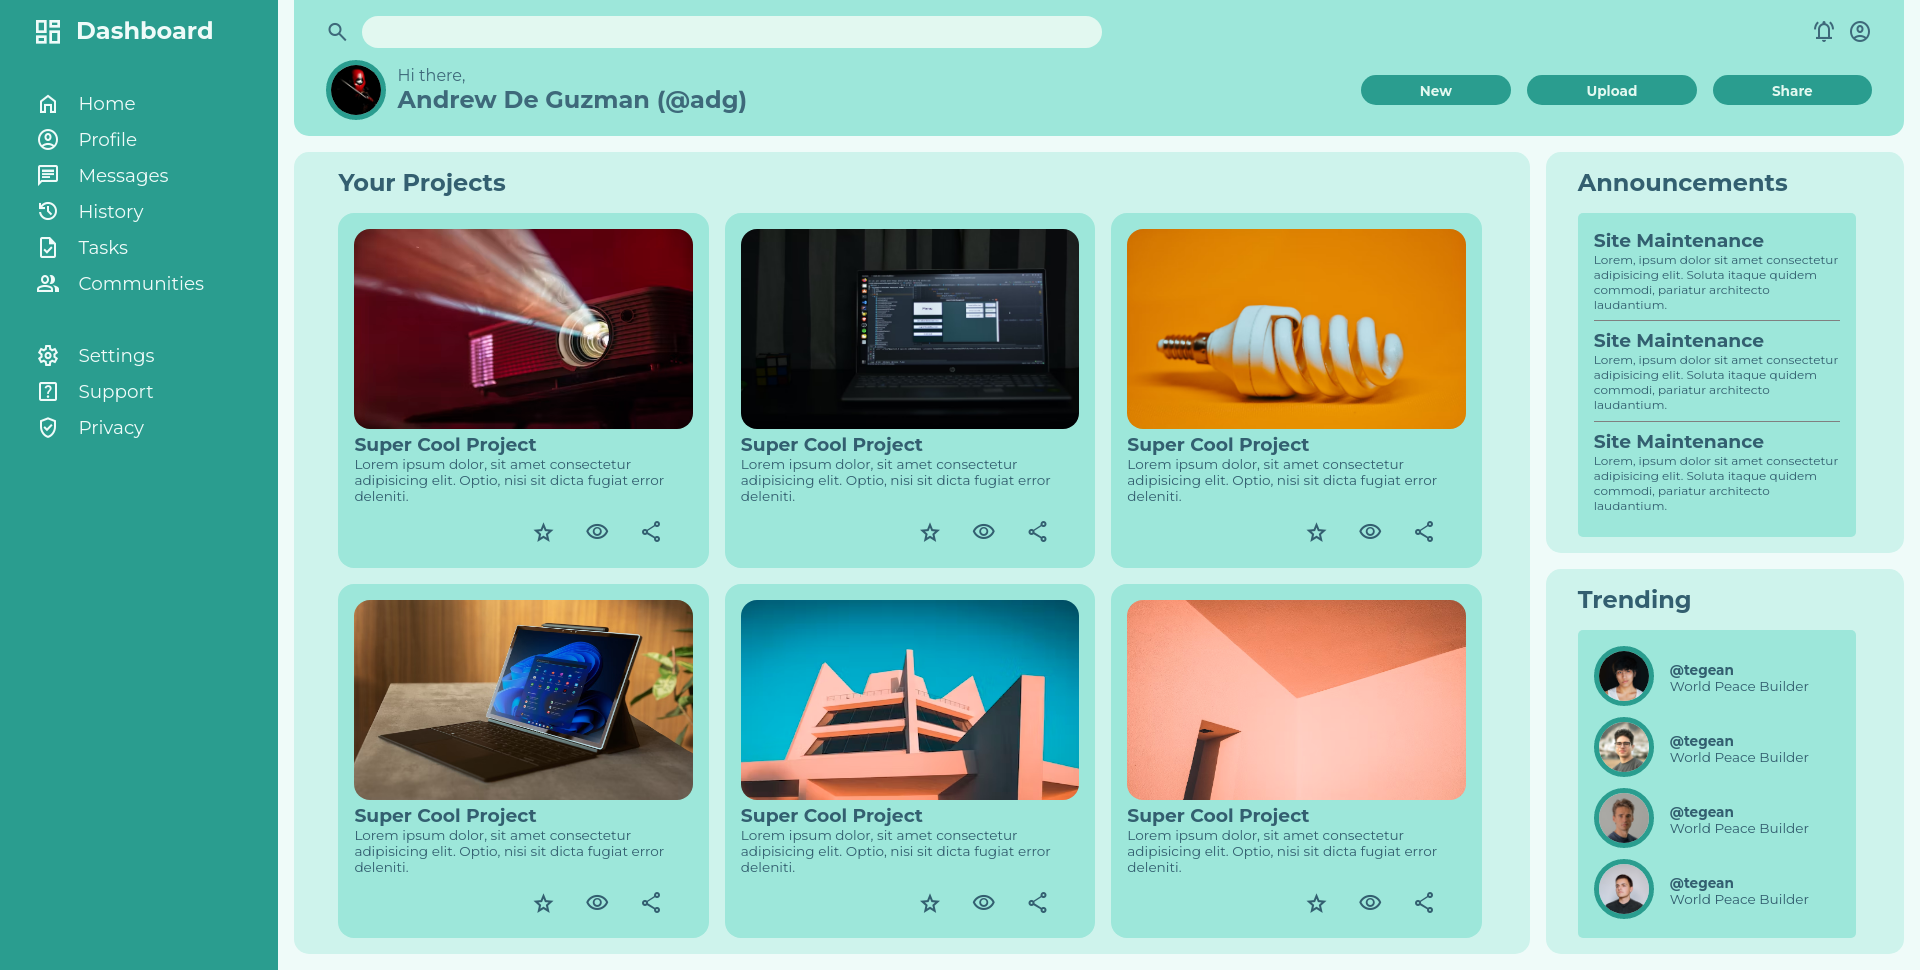 Dashboard
Home
Profile
Messages
History
Tasks
Communities
Settings
Support
Privacy
Hi there,
Andrew De Guzman (@adg)
New
Upload
Share
Your Projects
Super Cool Project
Lorem ipsum dolor, sit amet consectetur
adipisicing elit. Optio, nisi sit dicta fugiat error
deleniti.
Super Cool Project
Lorem ipsum dolor, sit amet consectetur
adipisicing elit. Optio, nisi sit dicta fugiat error
deleniti.
Super Cool Project
Lorem ipsum dolor, sit amet consectetur
adipisicing elit. Optio, nisi sit dicta fugiat error
deleniti.
Super Cool Project
Lorem ipsum dolor, sit amet consectetur
adipisicing elit. Optio, nisi sit dicta fugiat error
deleniti.
Super Cool Project
Lorem ipsum dolor, sit amet consectetur
adipisicing elit. Optio, nisi sit dicta fugiat error
deleniti.
Super Cool Project
Lorem ipsum dolor, sit amet consectetur
adipisicing elit. Optio, nisi sit dicta fugiat error
deleniti.
Announcements
Site Maintenance
Lorem, ipsum dolor sit amet consectetur
adipisicing elit. Soluta itaque quidem
commodi, pariatur architecto
laudantium.
Site Maintenance
Lorem, ipsum dolor sit amet consectetur
adipisicing elit. Soluta itaque quidem
commodi, pariatur architecto
laudantium.
Site Maintenance
Lorem, ipsum dolor sit amet consectetur
adipisicing elit. Soluta itaque quidem
commodi, pariatur architecto
laudantium.
Trending
@tegean
World Peace Builder
@tegean
World Peace Builder
@tegean
World Peace Builder
@tegean
World Peace Builder